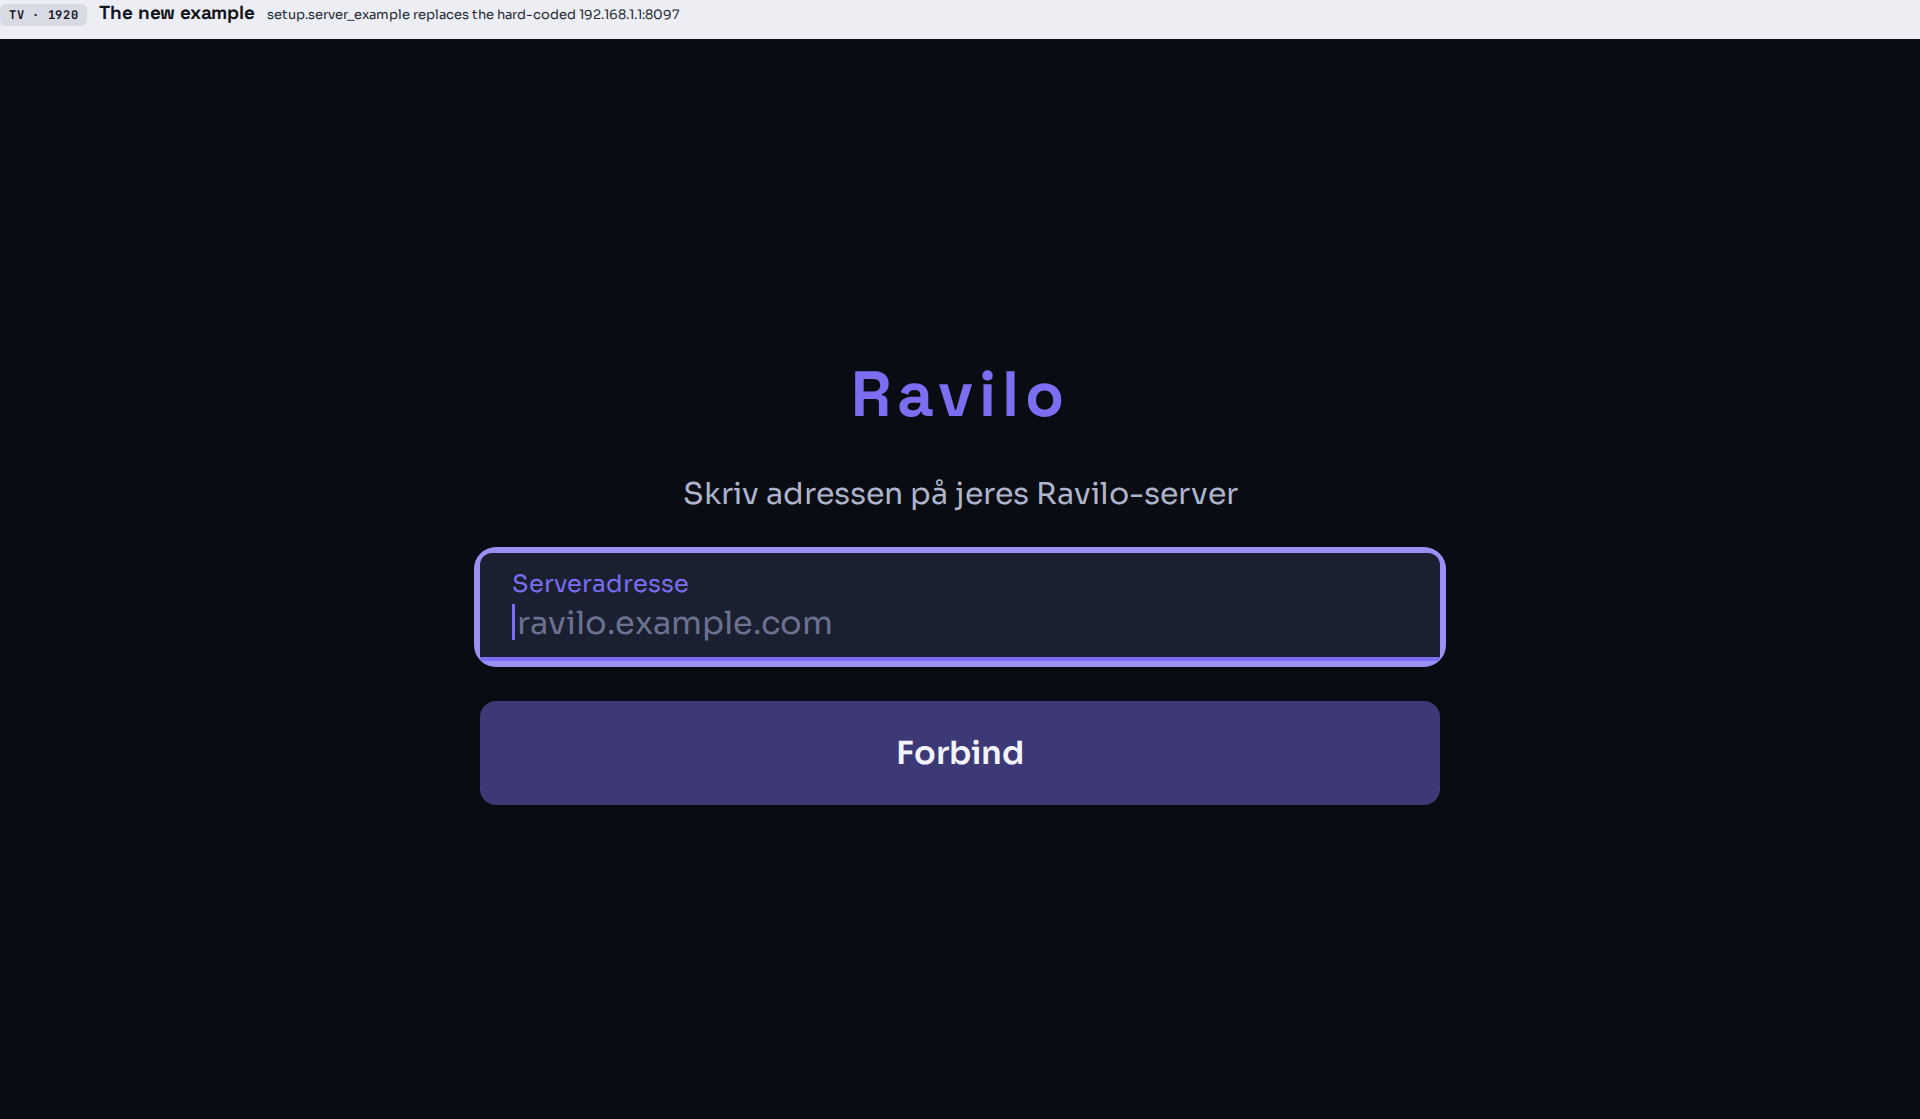 TV · 1920 The new example setup.server_example replaces the hard-coded 192.168.1.1:8097
Ravilo
Skriv adressen på jeres Ravilo-server
Serveradresse
ravilo.example.com
Forbind